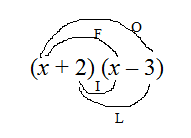 O
F
(x + 2) (x – 3)
I
L